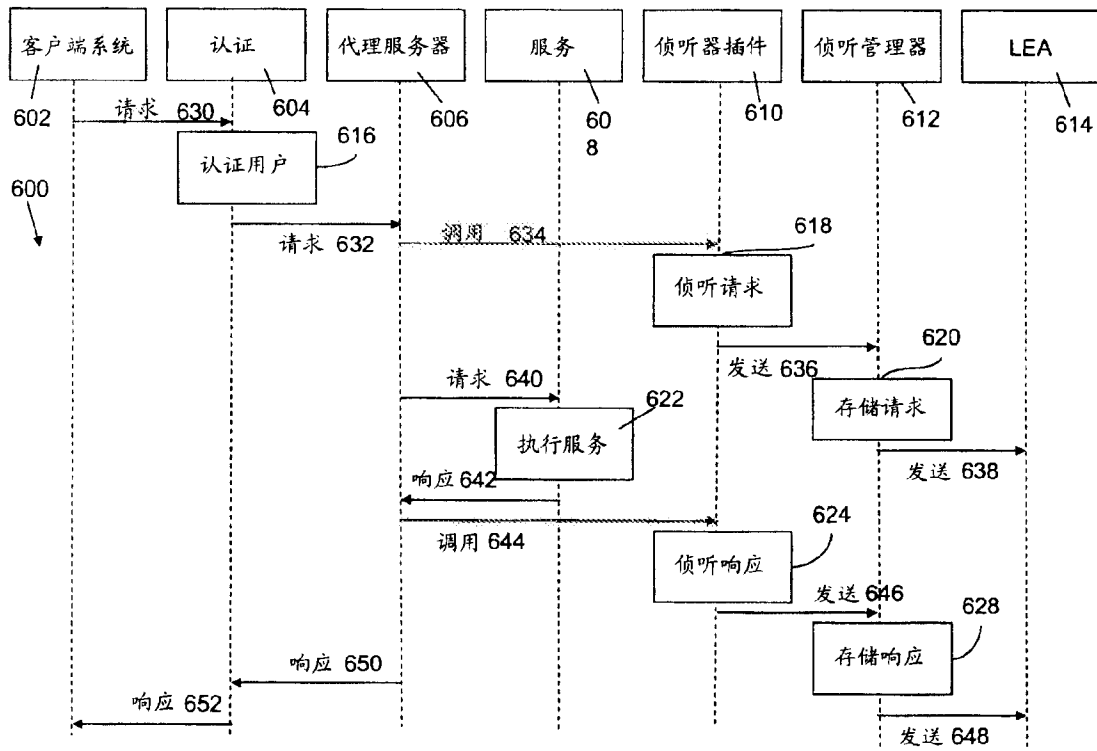 客户端系统
认证
代理服务器
服务
侦听器插件
侦听管理器
LEA
602
604
606
60
8
610
612
614
请求 630
认证用户
616
600
请求 632
调用 634
618
侦听请求
发送 636
620
存储请求
请求 640
622
执行服务
发送 638
响应 642
调用 644
624
侦听响应
发送 646
628
存储响应
响应 650
响应 652
发送 648